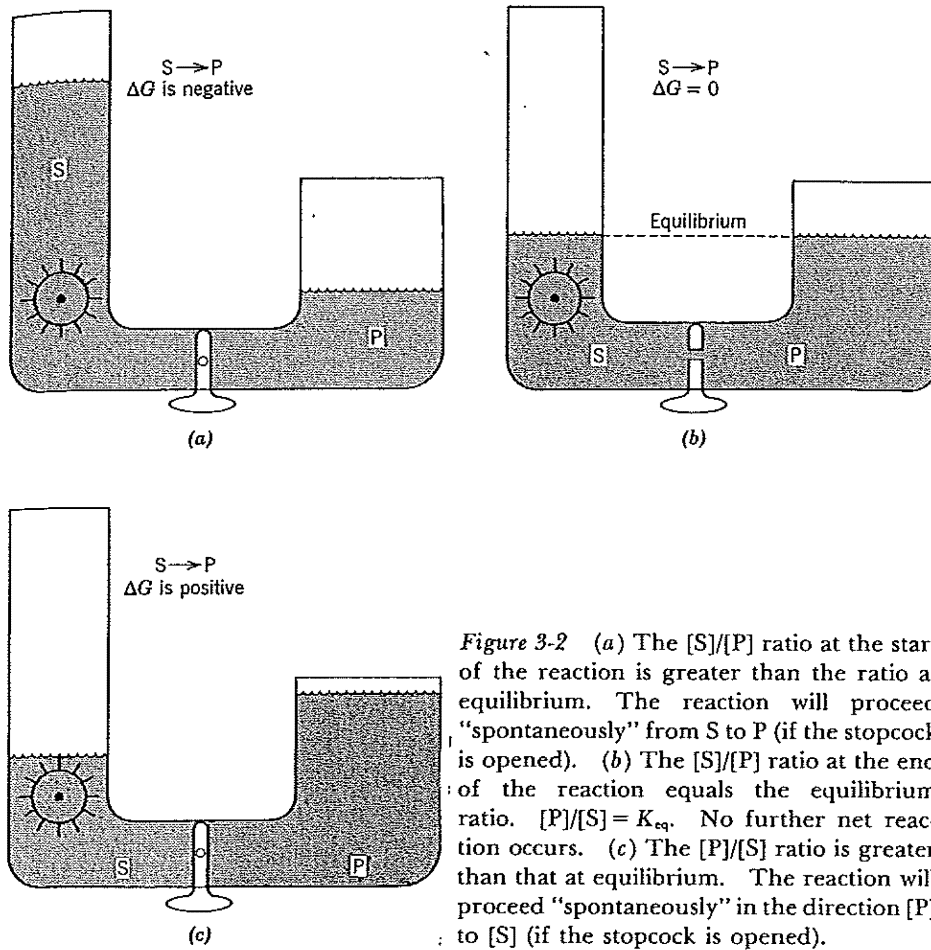 S→P
ΔG is negative
S
P
(a)
S→P
ΔG = 0
Equilibrium
S
P
(b)
S→P
ΔG is positive
S
P
(c)
Figure 3-2 (a) The [S]/[P] ratio at the star
of the reaction is greater than the ratio a
equilibrium. The reaction will proceed
"spontaneously" from S to P (if the stopcock
is opened). (b) The [S]/[P] ratio at the end
of the reaction equals the equilibrium
ratio. [P]/[S] = Keq. No further net reac-
tion occurs. (c) The [P]/[S] ratio is greater
than that at equilibrium. The reaction will
proceed "spontaneously" in the direction [P]
to [S] (if the stopcock is opened).